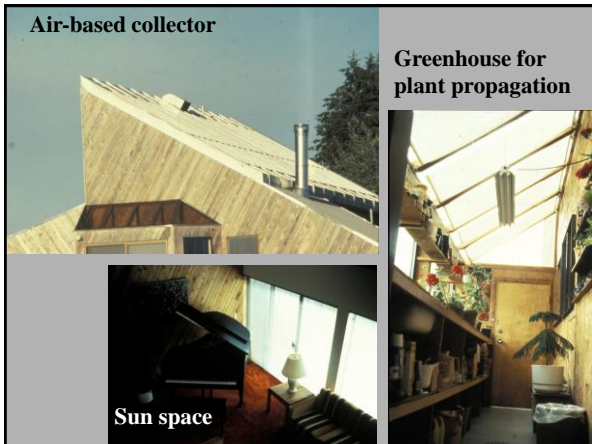 Air-based collector
Greenhouse for
plant propagation
Sun space